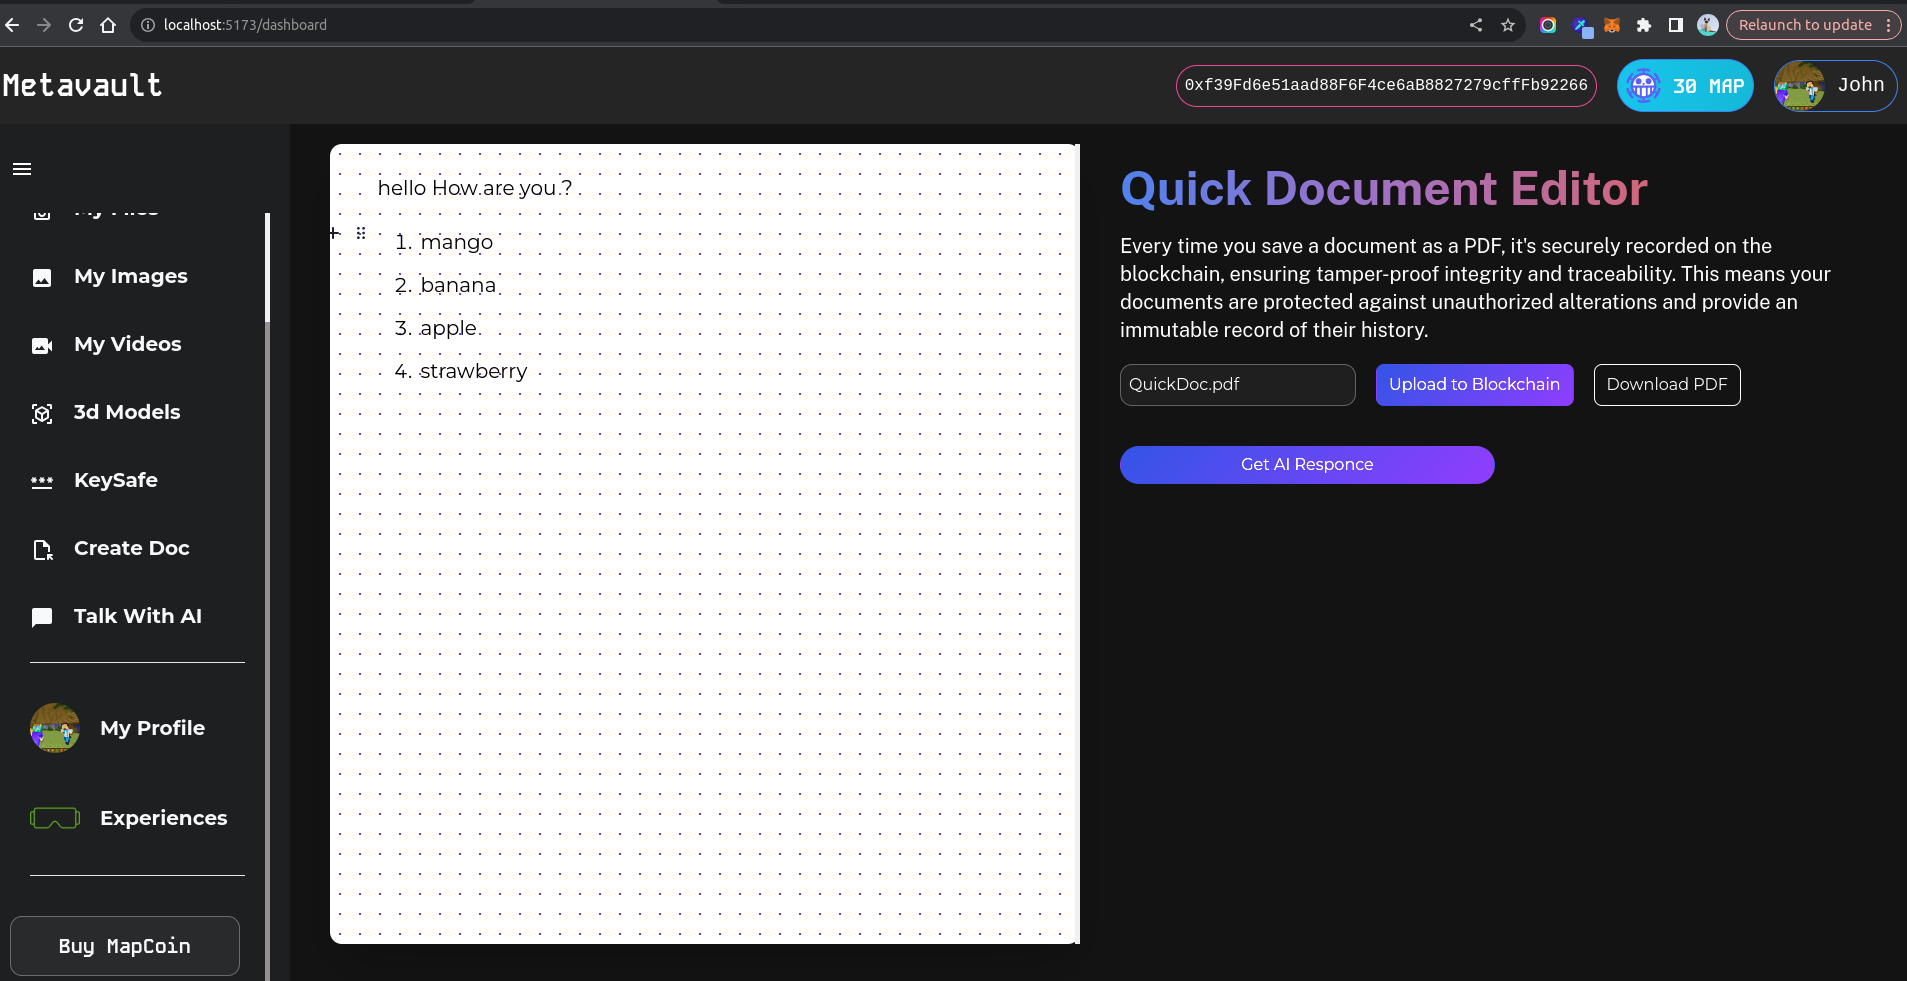 localhost:5173/dashboard
Relaunch to update
Metavault
0xf39Fd6e51aad88F6F4ce6aB8827279cffFb92266
30 MAP
John
My Files
My Images
My Videos
3d Models
KeySafe
Create Doc
Talk With AI
My Profile
Experiences
Buy MapCoin
hello How are you ?
1. mango
2. banana
3. apple
4. strawberry
Quick Document Editor
Every time you save a document as a PDF, it's securely recorded on the
blockchain, ensuring tamper-proof integrity and traceability. This means your
documents are protected against unauthorized alterations and provide an
immutable record of their history.
QuickDoc.pdf
Upload to Blockchain
Download PDF
Get AI Responce